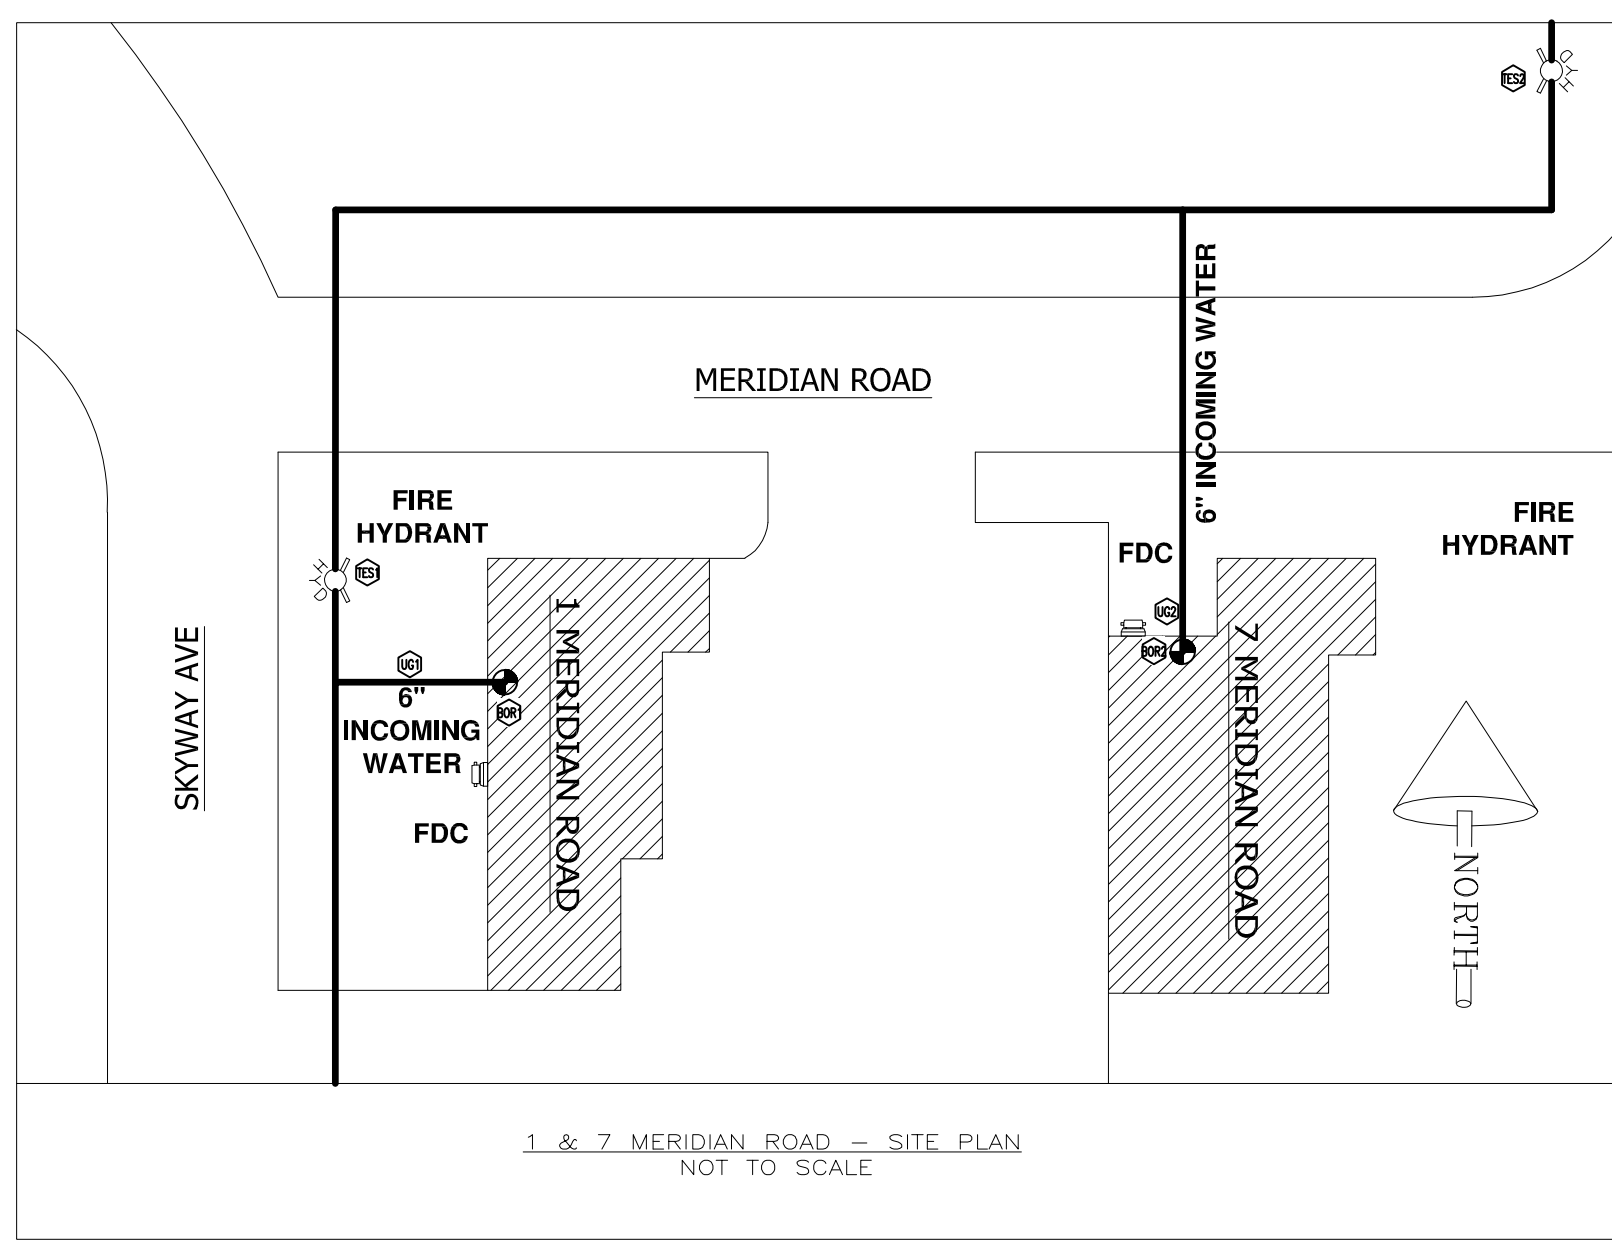 TES2
HYD
6" INCOMING WATER
MERIDIAN ROAD
FIRE
HYDRANT
HYD
TES1
FDC
FIRE
HYDRANT
UG2
BOR2
SKYWAY AVE
UG1
6"
INCOMING
WATER
BOR1
FDC
1 MERIDIAN ROAD
7 MERIDIAN ROAD
NORTH
1 & 7 MERIDIAN ROAD – SITE PLAN
NOT TO SCALE